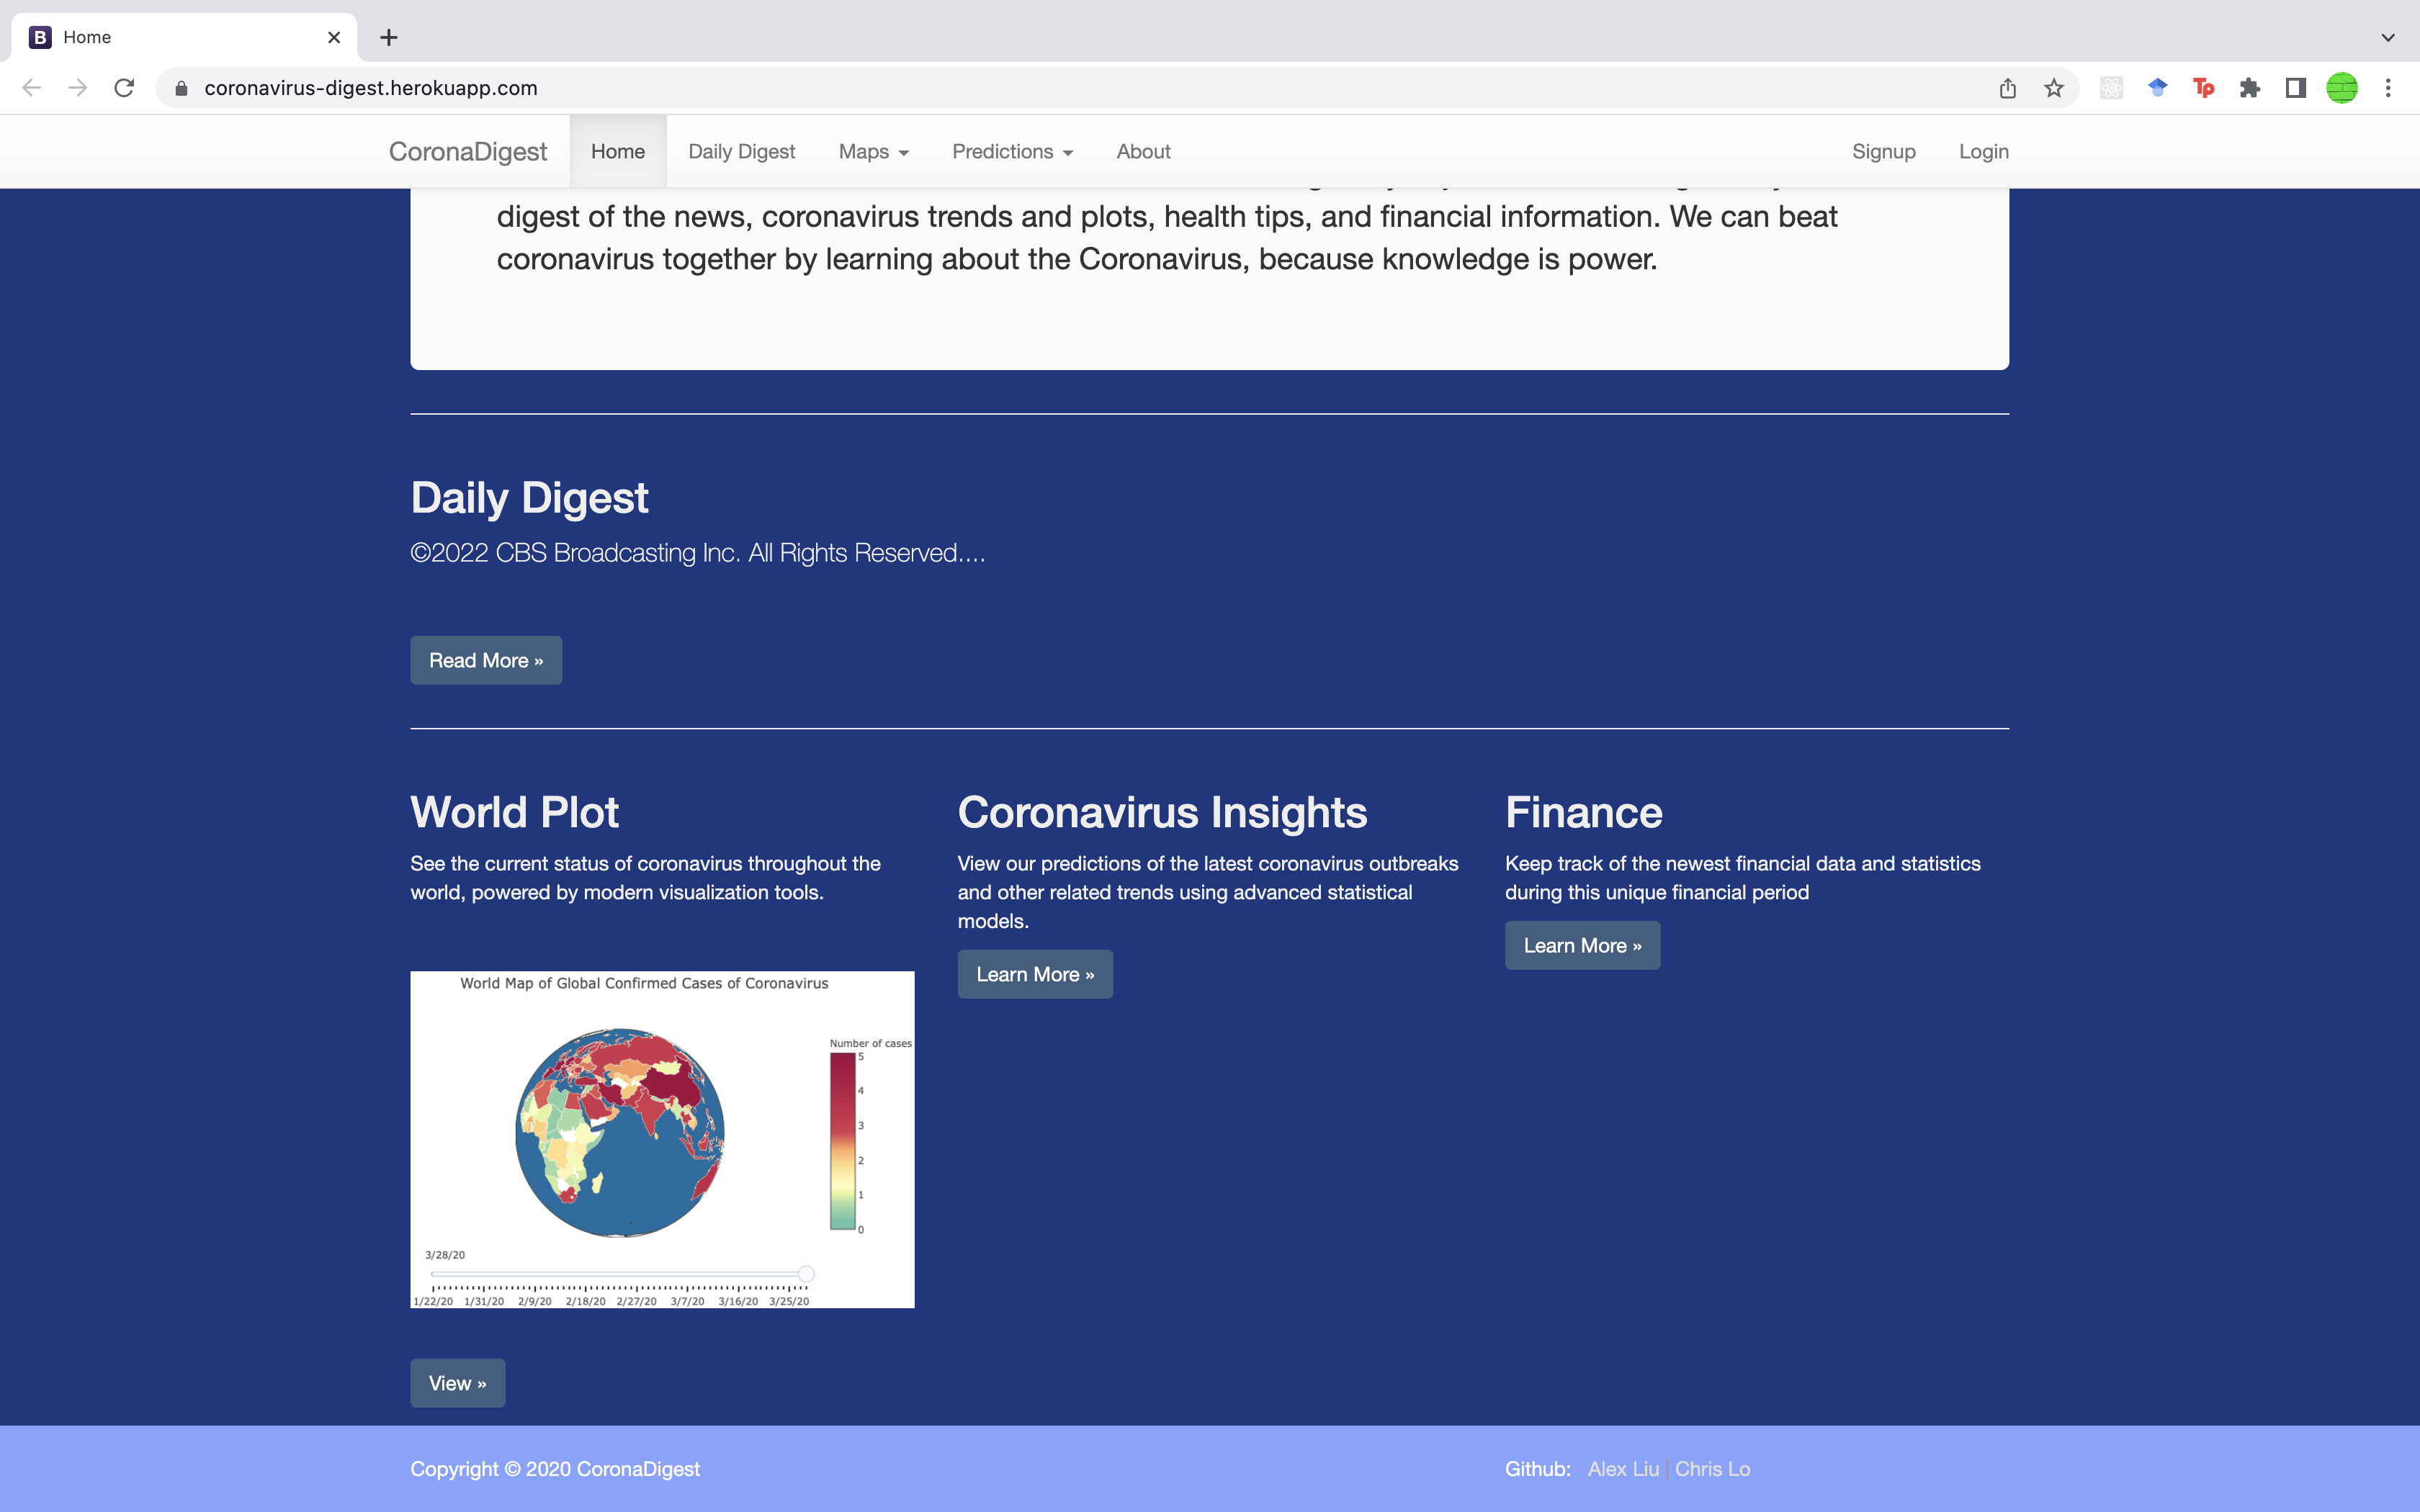 Home
coronavirus-digest.herokuapp.com
Tp
CoronaDigest Home Daily Digest Maps Predictions About Signup Login
digest of the news, coronavirus trends and plots, health tips, and financial information. We can beat
coronavirus together by learning about the Coronavirus, because knowledge is power.
Daily Digest
©2022 CBS Broadcasting Inc. All Rights Reserved....
Read More »
World Plot
See the current status of coronavirus throughout the
world, powered by modern visualization tools.
World Map of Global Confirmed Cases of Coronavirus
Number of cases
5
4
3
2
1
0
3/28/20
1/22/20 1/31/20 2/9/20 2/18/20 2/27/20 3/7/20 3/16/20 3/25/20
View »
Coronavirus Insights
View our predictions of the latest coronavirus outbreaks
and other related trends using advanced statistical
models.
Learn More »
Finance
Keep track of the newest financial data and statistics
during this unique financial period
Learn More »
Copyright © 2020 CoronaDigest
Github: Alex Liu | Chris Lo